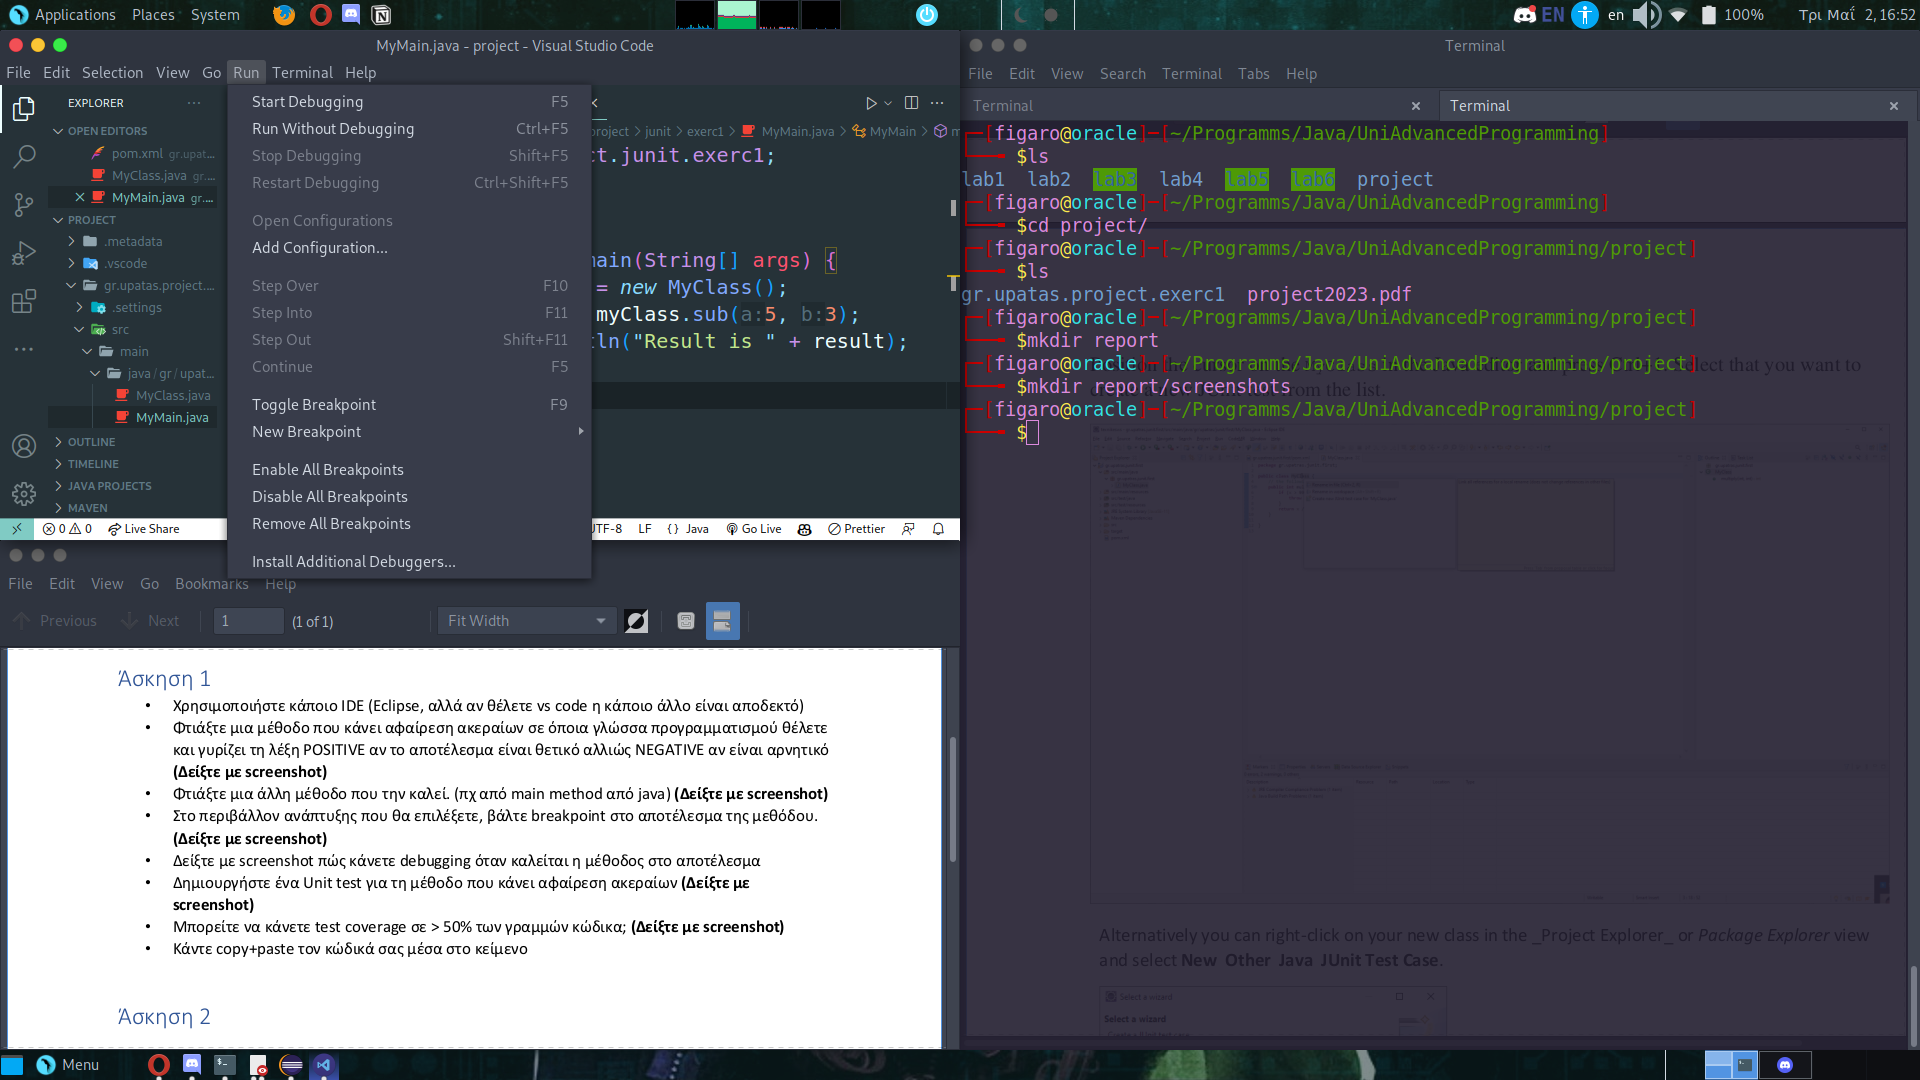 Applications Places System
EN en 100% Τρι Μαΐ 2, 16:52
MyMain.java - project - Visual Studio Code
File Edit Selection View Go Run Terminal Help
EXPLORER
OPEN EDITORS
pom.xml gr.upat...
MyClass.java gr....
MyMain.java gr....
PROJECT
.metadata
.vscode
gr.upatas.project....
.settings
src
main
java/gr/upat...
MyClass.java
MyMain.java
OUTLINE
TIMELINE
JAVA PROJECTS
MAVEN
Start Debugging F5
Run Without Debugging Ctrl+F5
Stop Debugging Shift+F5
Restart Debugging Ctrl+Shift+F5
Open Configurations
Add Configuration...
Step Over F10
Step Into F11
Step Out Shift+F11
Continue F5
Toggle Breakpoint F9
New Breakpoint
Enable All Breakpoints
Disable All Breakpoints
Remove All Breakpoints
Install Additional Debuggers...
project > junit > exerc1 > MyMain.java > MyMain >
ct.junit.exerc1;
main(String[] args) {
= new MyClass();
myClass.sub(a:5, b:3);
tln("Result is " + result);
0 0 Live Share
UTF-8 LF {} Java Go Live Prettier
File Edit View Go Bookmarks Help
Previous Next 1 (1 of 1) Fit Width
Άσκηση 1
• Χρησιμοποιήστε κάποιο IDE (Eclipse, αλλά αν θέλετε vs code η κάποιο άλλο είναι αποδεκτό)
• Φτιάξτε μια μέθοδο που κάνει αφαίρεση ακεραίων σε όποια γλώσσα προγραμματισμού θέλετε
και γυρίζει τη λέξη POSITIVE αν το αποτέλεσμα είναι θετικό αλλιώς NEGATIVE αν είναι αρνητικό
(Δείξτε με screenshot)
• Φτιάξτε μια άλλη μέθοδο που την καλεί. (πχ από main method από java) (Δείξτε με screenshot)
• Στο περιβάλλον ανάπτυξης που θα επιλέξετε, βάλτε breakpoint στο αποτέλεσμα της μεθόδου.
(Δείξτε με screenshot)
• Δείξτε με screenshot πώς κάνετε debugging όταν καλείται η μέθοδος στο αποτέλεσμα
• Δημιουργήστε ένα Unit test για τη μέθοδο που κάνει αφαίρεση ακεραίων (Δείξτε με
screenshot)
• Μπορείτε να κάνετε test coverage σε > 50% των γραμμών κώδικα; (Δείξτε με screenshot)
• Κάντε copy+paste τον κώδικά σας μέσα στο κείμενο
Άσκηση 2
Terminal
File Edit View Search Terminal Tabs Help
Terminal Terminal
[figaro@oracle]-[~/Programms/Java/UniAdvancedProgramming]
$ls
lab1 lab2 lab3 lab4 lab5 lab6 project
[figaro@oracle]-[~/Programms/Java/UniAdvancedProgramming]
$cd project/
[figaro@oracle]-[~/Programms/Java/UniAdvancedProgramming/project]
$ls
gr.upatas.project.exerc1 project2023.pdf
[figaro@oracle]-[~/Programms/Java/UniAdvancedProgramming/project]
$mkdir report
[figaro@oracle]-[~/Programms/Java/UniAdvancedProgramming/project]
$mkdir report/screenshots
[figaro@oracle]-[~/Programms/Java/UniAdvancedProgramming/project]
$
select that you want to
from the list.
Alternatively you can right-click on your new class in the _Project Explorer_ or Package Explorer view
and select New Other Java JUnit Test Case.
Select a wizard
Select a wizard
Menu